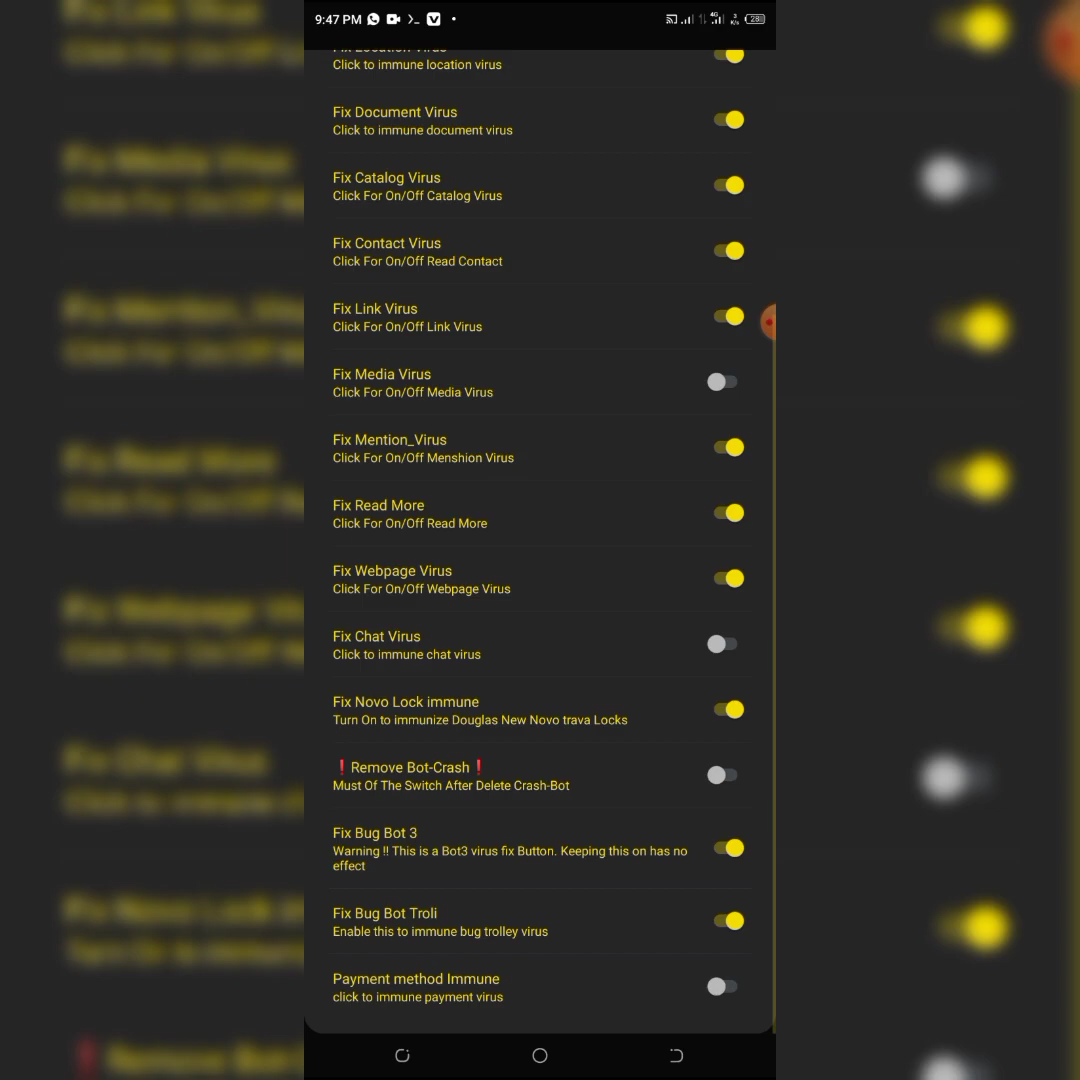 9:47 PM
4G
3
K/s
28
Fix Location Virus
Click to immune location virus
Fix Document Virus
Click to immune document virus
Fix Catalog Virus
Click For On/Off Catalog Virus
Fix Contact Virus
Click For On/Off Read Contact
Fix Link Virus
Click For On/Off Link Virus
Fix Media Virus
Click For On/Off Media Virus
Fix Mention_Virus
Click For On/Off Menshion Virus
Fix Read More
Click For On/Off Read More
Fix Webpage Virus
Click For On/Off Webpage Virus
Fix Chat Virus
Click to immune chat virus
Fix Novo Lock immune
Turn On to immunize Douglas New Novo trava Locks
❗Remove Bot-Crash❗
Must Of The Switch After Delete Crash-Bot
Fix Bug Bot 3
Warning !! This is a Bot3 virus fix Button. Keeping this on has no
effect
Fix Bug Bot Troli
Enable this to immune bug trolley virus
Payment method Immune
click to immune payment virus